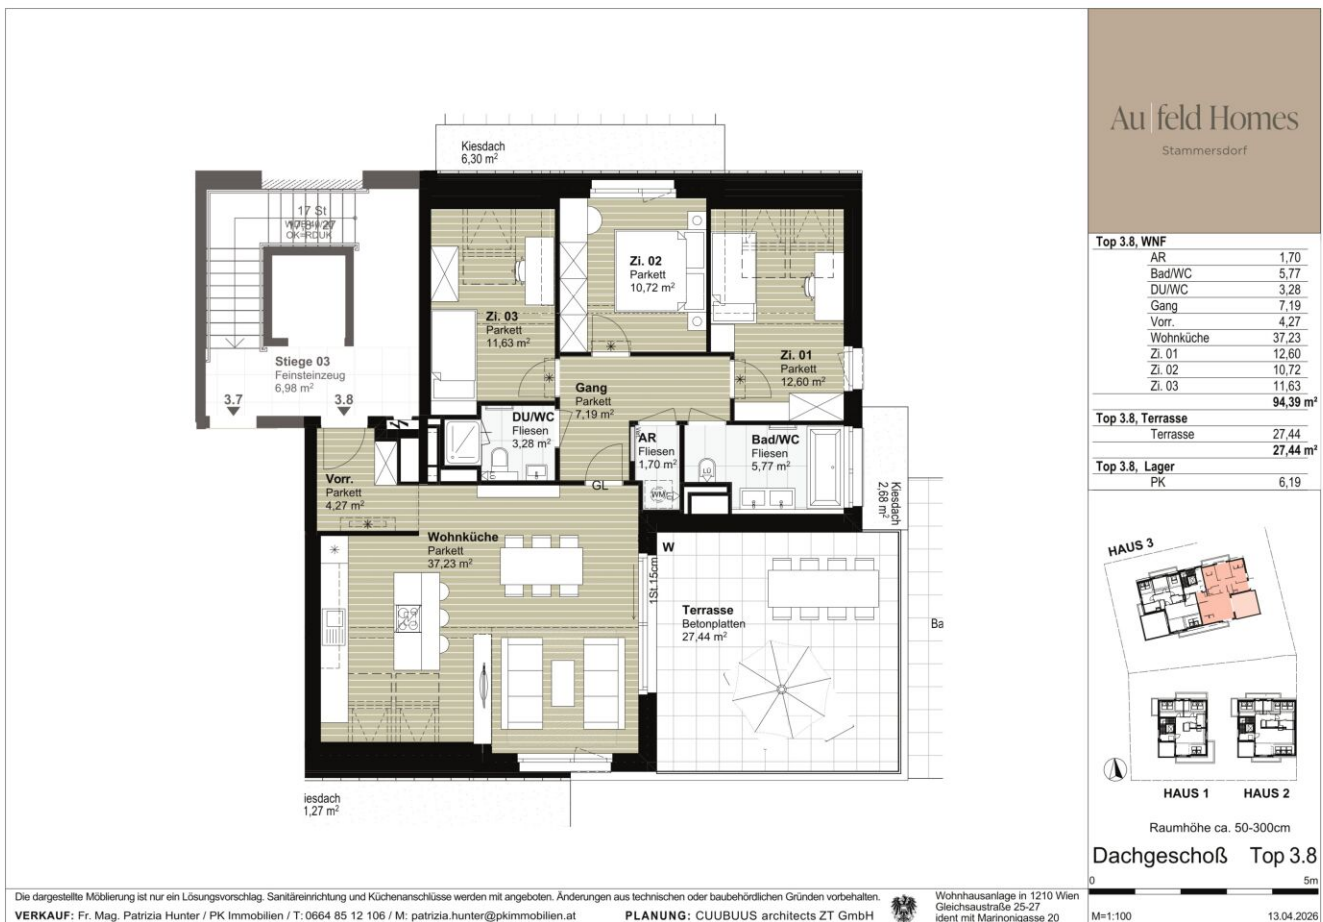 Kiesdach
6,30 m²
17 St
OK=RDUK
Stiege 03
Feinsteinzeug
6,98 m²
3.7
3.8
Zi. 03
Parkett
11,63 m²
Zi. 02
Parkett
10,72 m²
Zi. 01
Parkett
12,60 m²
Gang
Parkett
7,19 m²
DU/WC
Fliesen
3,28 m²
AR
Fliesen
1,70 m²
WM
Bad/WC
Fliesen
5,77 m²
LÜ
Kiesdach
2,68 m²
Vorr.
Parkett
4,27 m²
GL
Wohnküche
Parkett
37,23 m²
1St.15cm
W
Terrasse
Betonplatten
27,44 m²
Ba
iesdach
1,27 m²
Au|feld Homes
Stammersdorf
Top 3.8, WNF
AR 1,70
Bad/WC 5,77
DU/WC 3,28
Gang 7,19
Vorr. 4,27
Wohnküche 37,23
Zi. 01 12,60
Zi. 02 10,72
Zi. 03 11,63
94,39 m²
Top 3.8, Terrasse
Terrasse 27,44
27,44 m²
Top 3.8, Lager
PK 6,19
HAUS 3
HAUS 1 HAUS 2
Raumhöhe ca. 50-300cm
Dachgeschoß Top 3.8
0 5m
M=1:100 13.04.2026
Die dargestellte Möblierung ist nur ein Lösungsvorschlag. Sanitäreinrichtung und Küchenanschlüsse werden mit angeboten. Änderungen aus technischen oder baubehördlichen Gründen vorbehalten.
VERKAUF: Fr. Mag. Patrizia Hunter / PK Immobilien / T: 0664 85 12 106 / M: patrizia.hunter@pkimmobilien.at
PLANUNG: CUUBUUS architects ZT GmbH
Wohnhausanlage in 1210 Wien
Gleichsaustraße 25-27
ident mit Marinonigasse 20